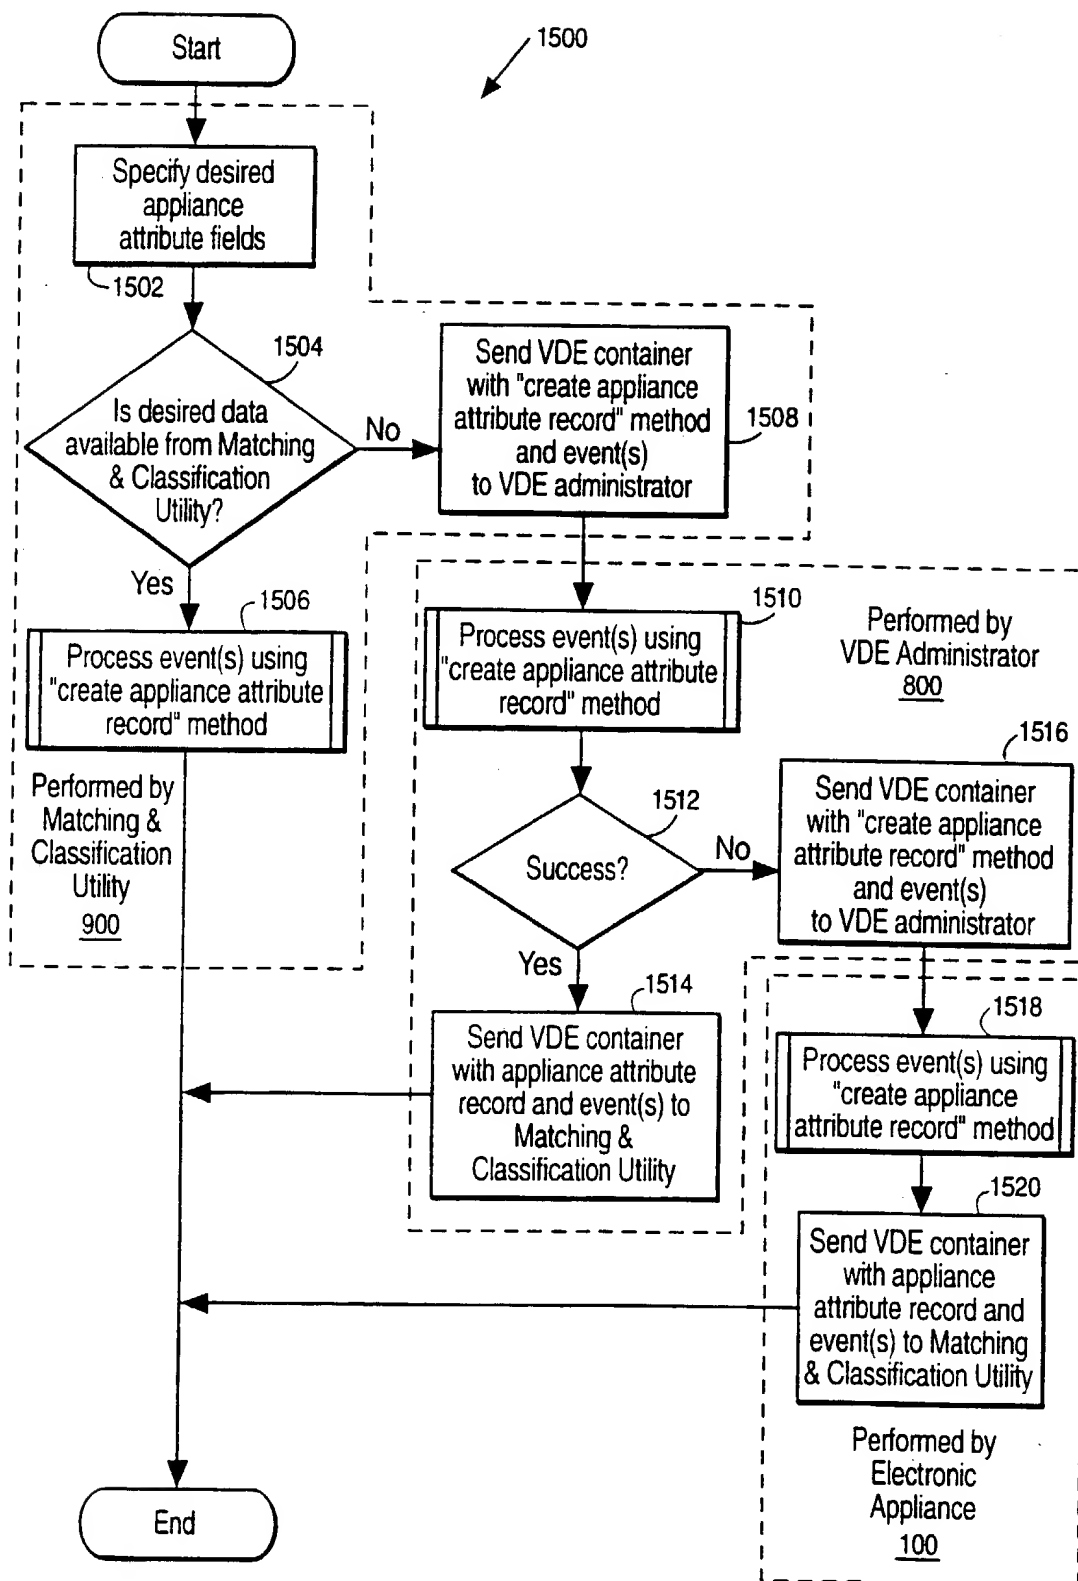 Start
1500
Specify desired
appliance
attribute fields
1502
1504
Is desired data
available from Matching
& Classification
Utility?
No
Send VDE container
with "create appliance
attribute record" method
and event(s)
to VDE administrator
1508
Yes
1506
Process event(s) using
"create appliance attribute
record" method
Performed by
Matching &
Classification
Utility
900
1510
Process event(s) using
"create appliance attribute
record" method
Performed by
VDE Administrator
800
1512
Success?
No
1516
Send VDE container
with "create appliance
attribute record" method
and event(s)
to VDE administrator
Yes
1514
Send VDE container
with appliance attribute
record and event(s) to
Matching &
Classification Utility
1518
Process event(s) using
"create appliance
attribute record" method
1520
Send VDE container
with appliance
attribute record and
event(s) to Matching
& Classification Utility
Performed by
Electronic
Appliance
100
End